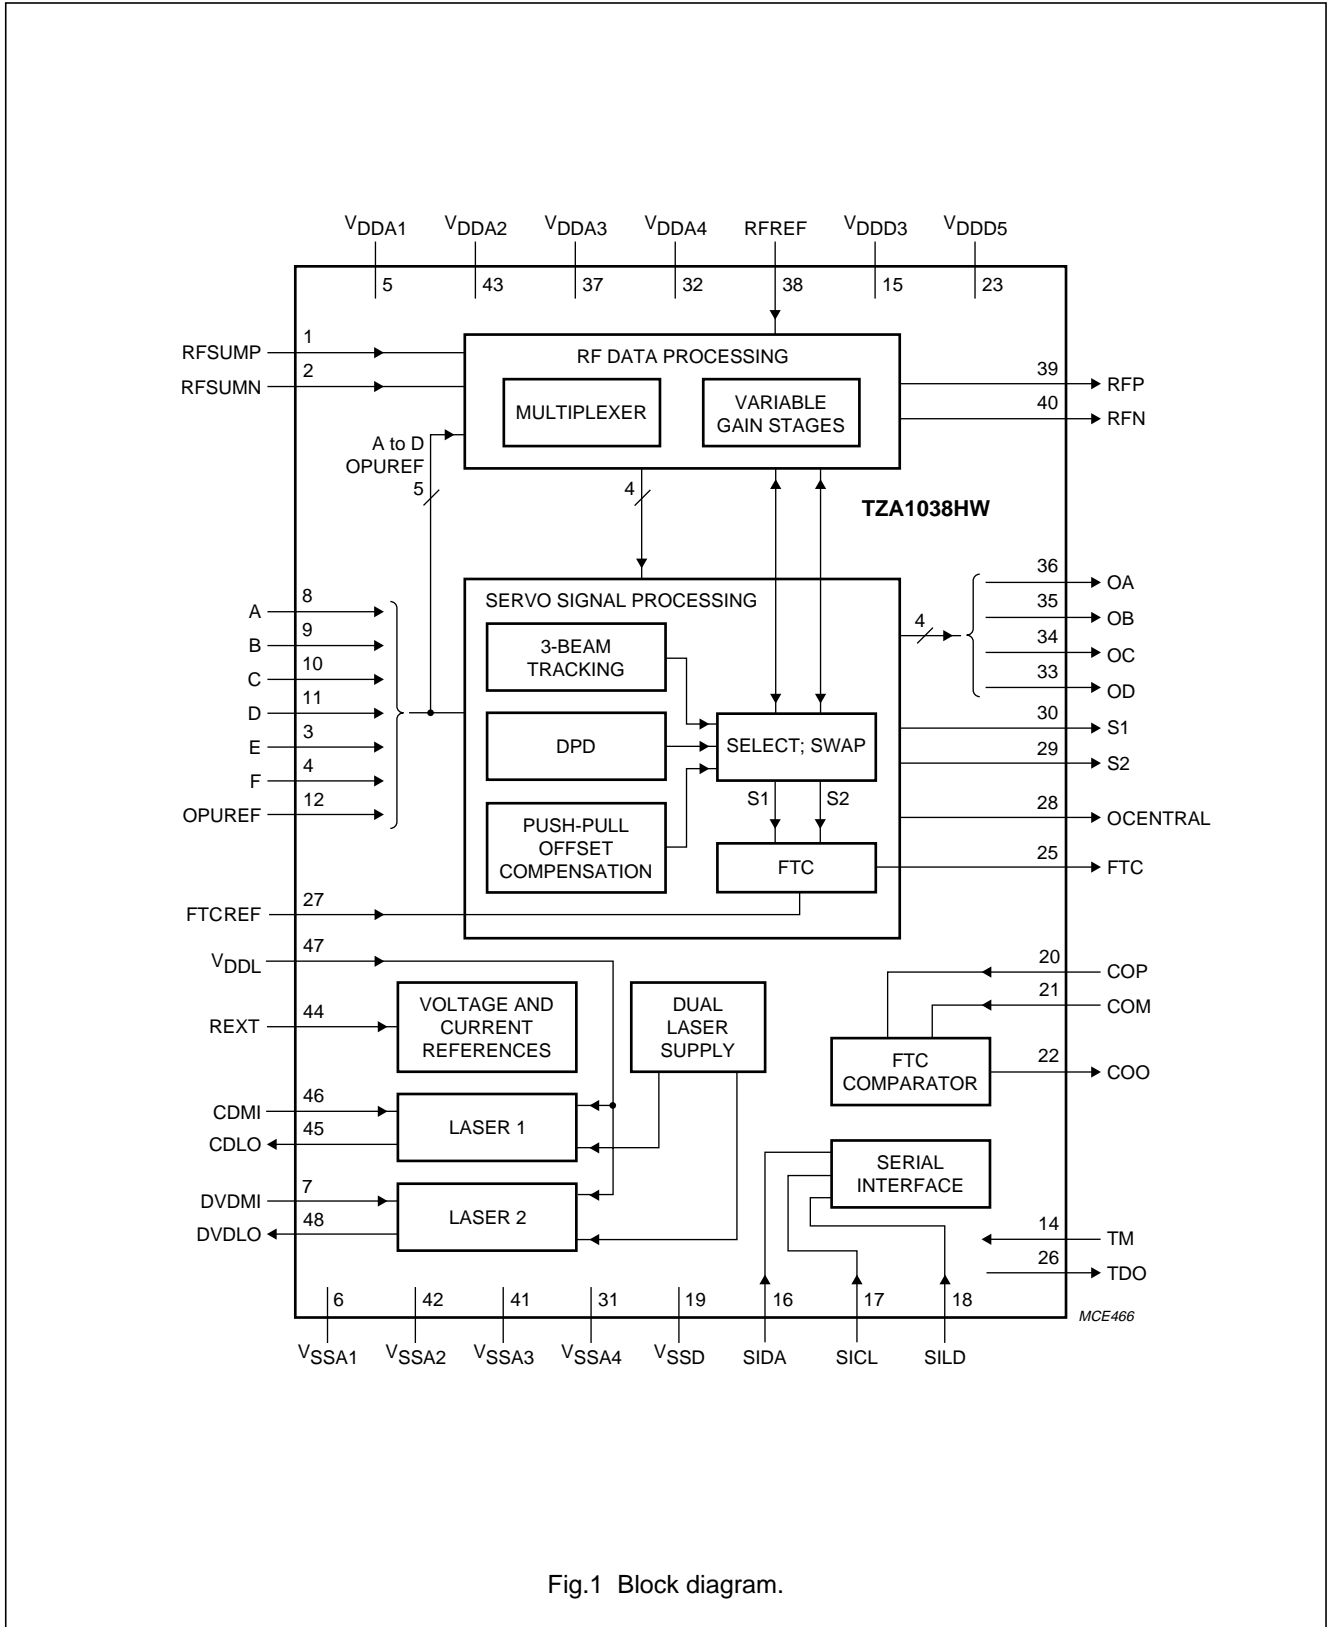 VDDA1 VDDA2 VDDA3 VDDA4 RFREF VDDD3 VDDD5
5 43 37 32 38 15 23
RFSUMP 1
RFSUMN 2
RF DATA PROCESSING
MULTIPLEXER
VARIABLE
GAIN STAGES
39 RFP
40 RFN
A to D
OPUREF
5
4
TZA1038HW
A 8
B 9
C 10
D 11
E 3
F 4
OPUREF 12
SERVO SIGNAL PROCESSING
3-BEAM
TRACKING
DPD
PUSH-PULL
OFFSET
COMPENSATION
SELECT; SWAP
S1 S2
FTC
4
36 OA
35 OB
34 OC
33 OD
30 S1
29 S2
28 OCENTRAL
25 FTC
FTCREF 27
VDDL 47
REXT 44
VOLTAGE AND
CURRENT
REFERENCES
DUAL
LASER
SUPPLY
20 COP
21 COM
FTC
COMPARATOR
22 COO
CDMI 46
CDLO 45
LASER 1
DVDMI 7
DVDLO 48
LASER 2
SERIAL
INTERFACE
14 TM
26 TDO
6 42 41 31 19 16 17 18
MCE466
VSSA1 VSSA2 VSSA3 VSSA4 VSSD SIDA SICL SILD
Fig.1 Block diagram.